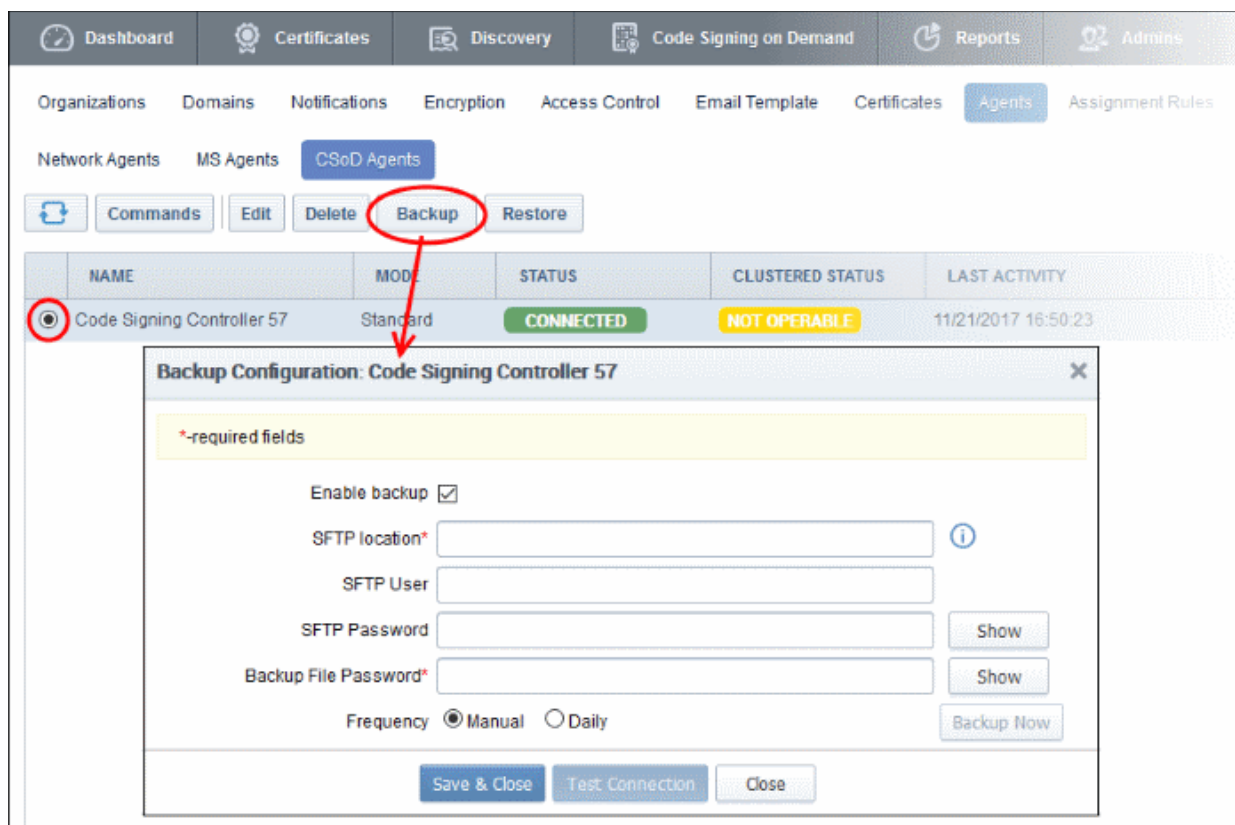 Dashboard Certificates Discovery Code Signing on Demand Reports Admins
Organizations Domains Notifications Encryption Access Control Email Template Certificates Agents Assignment Rules
Network Agents MS Agents CSoD Agents
Commands Edit Delete Backup Restore
NAME MODE STATUS CLUSTERED STATUS LAST ACTIVITY
Code Signing Controller 57 Standard CONNECTED NOT OPERABLE 11/21/2017 16:50:23
Backup Configuration: Code Signing Controller 57
*-required fields
Enable backup
SFTP location*
SFTP User
SFTP Password Show
Backup File Password* Show
Frequency Manual Daily Backup Now
Save & Close Test Connection Close